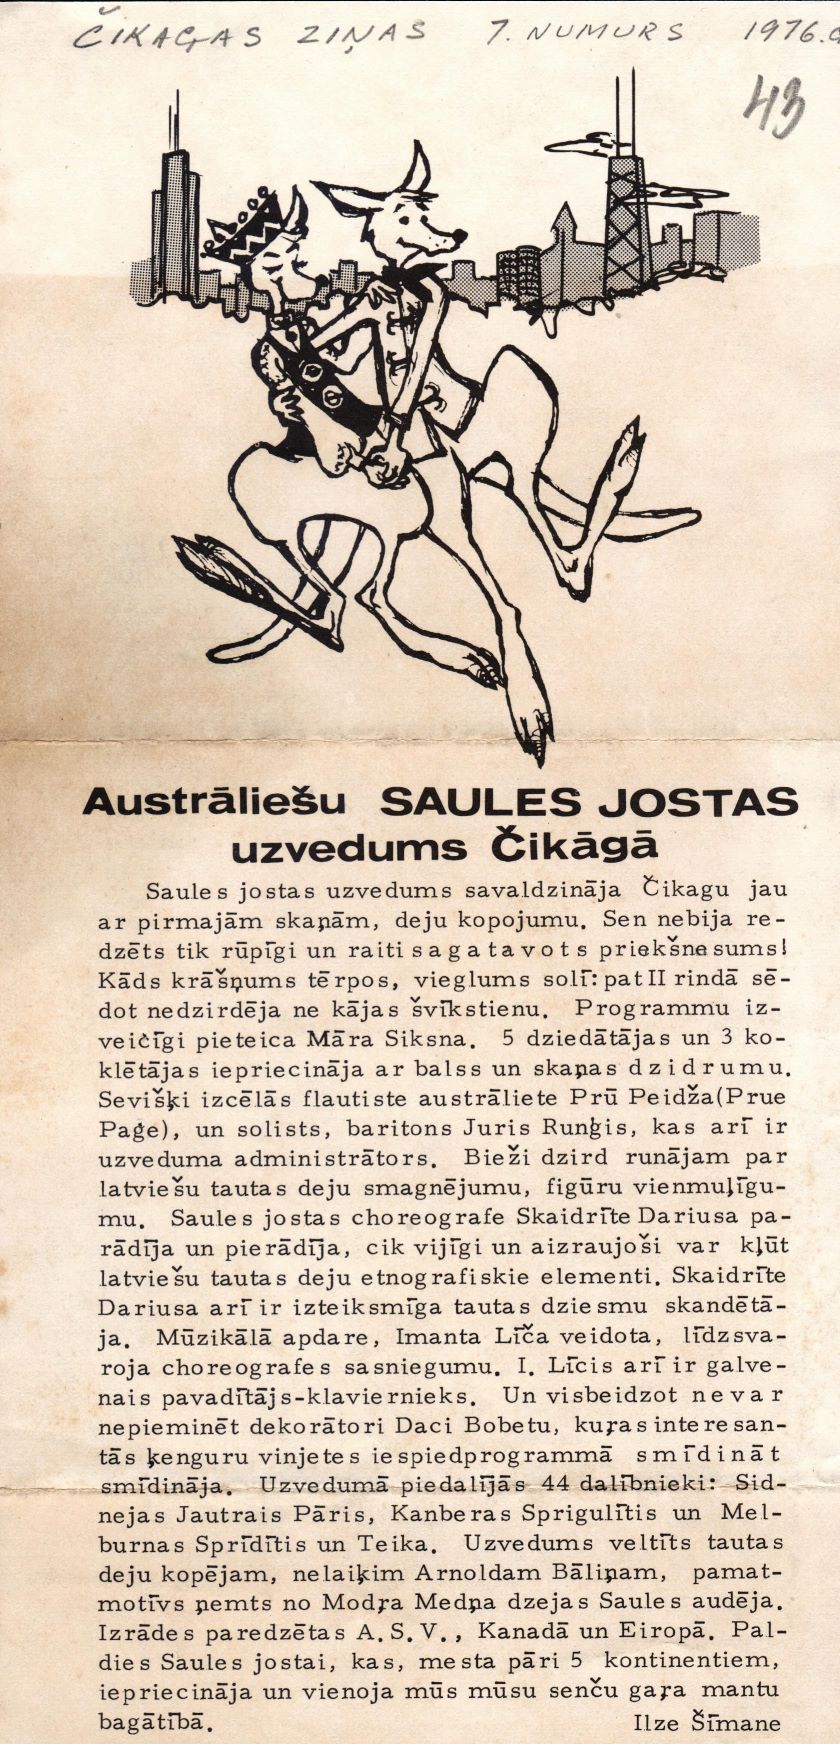 ČIKAGAS ZIŅAS 7. NUMURS 1976.
43
Austrāliešu SAULES JOSTAS
uzvedums Čikāgā
Saules jostas uzvedums savaldzināja Čikagu jau
ar pirmajām skaņām, deju kopojumu. Sen nebija re-
dzēts tik rūpīgi un raiti sagatavots priekšnesums!
Kāds krāšņums tērpos, vieglums solī: pat II rindā sē-
dot nedzirdēja ne kājas švīkstienu. Programmu iz-
veicīgi pieteica Māra Siksna. 5 dziedātājas un 3 ko-
klētājas iepriecināja ar balss un skaņas dzidrumu.
Sevišķi izcēlās flautiste austrāliete Prū Peidža(Prue
Page), un solists, baritons Juris Ruņģis, kas arī ir
uzveduma administrātors. Bieži dzird runājam par
latviešu tautas deju smagnējumu, figūru vienmuļīgu-
mu. Saules jostas choreografe Skaidrīte Dariusa pa-
rādīja un pierādīja, cik vijīgi un aizraujoši var kļūt
latviešu tautas deju etnografiskie elementi. Skaidrīte
Dariusa arī ir izteiksmīga tautas dziesmu skandētā-
ja. Mūzikālā apdare, Imanta Līča veidota, līdzsva-
roja choreografes sasniegumu. I. Līcis arī ir galve-
nais pavadītājs-klaviernieks. Un visbeidzot nevar
nepieminēt dekorātori Daci Bobetu, kuŗas interesan-
tās ķenguru vinjetes iespiedprogrammā smīdināt
smīdināja. Uzvedumā piedalījās 44 dalībnieki: Sid-
nejas Jautrais Pāris, Kanberas Sprigulītis un Mel-
burnas Sprīdītis un Teika. Uzvedums veltīts tautas
deju kopējam, nelaiķim Arnoldam Bāliņam, pamat-
motīvs ņemts no Modŗa Medņa dzejas Saules audēja.
Izrādes paredzētas A.S.V., Kanadā un Eiropā. Pal-
dies Saules jostai, kas, mesta pāri 5 kontinentiem,
iepriecināja un vienoja mūs mūsu senču gaŗa mantu
bagātībā. Ilze Šīmane